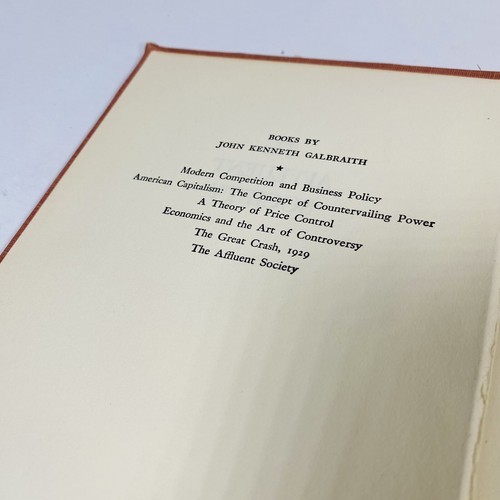 BOOKS BY
JOHN KENNETH GALBRAITH
★
Modern Competition and Business Policy
American Capitalism: The Concept of Countervailing Power
A Theory of Price Control
Economics and the Art of Controversy
The Great Crash, 1929
The Affluent Society